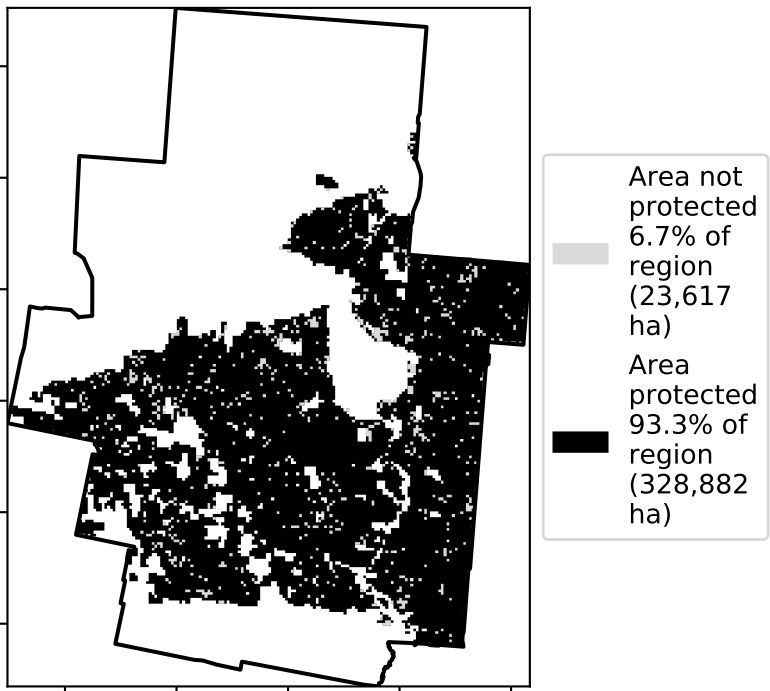 Area not
protected
6.7% of
region
(23,617
ha)
Area
protected
93.3% of
region
(328,882
ha)